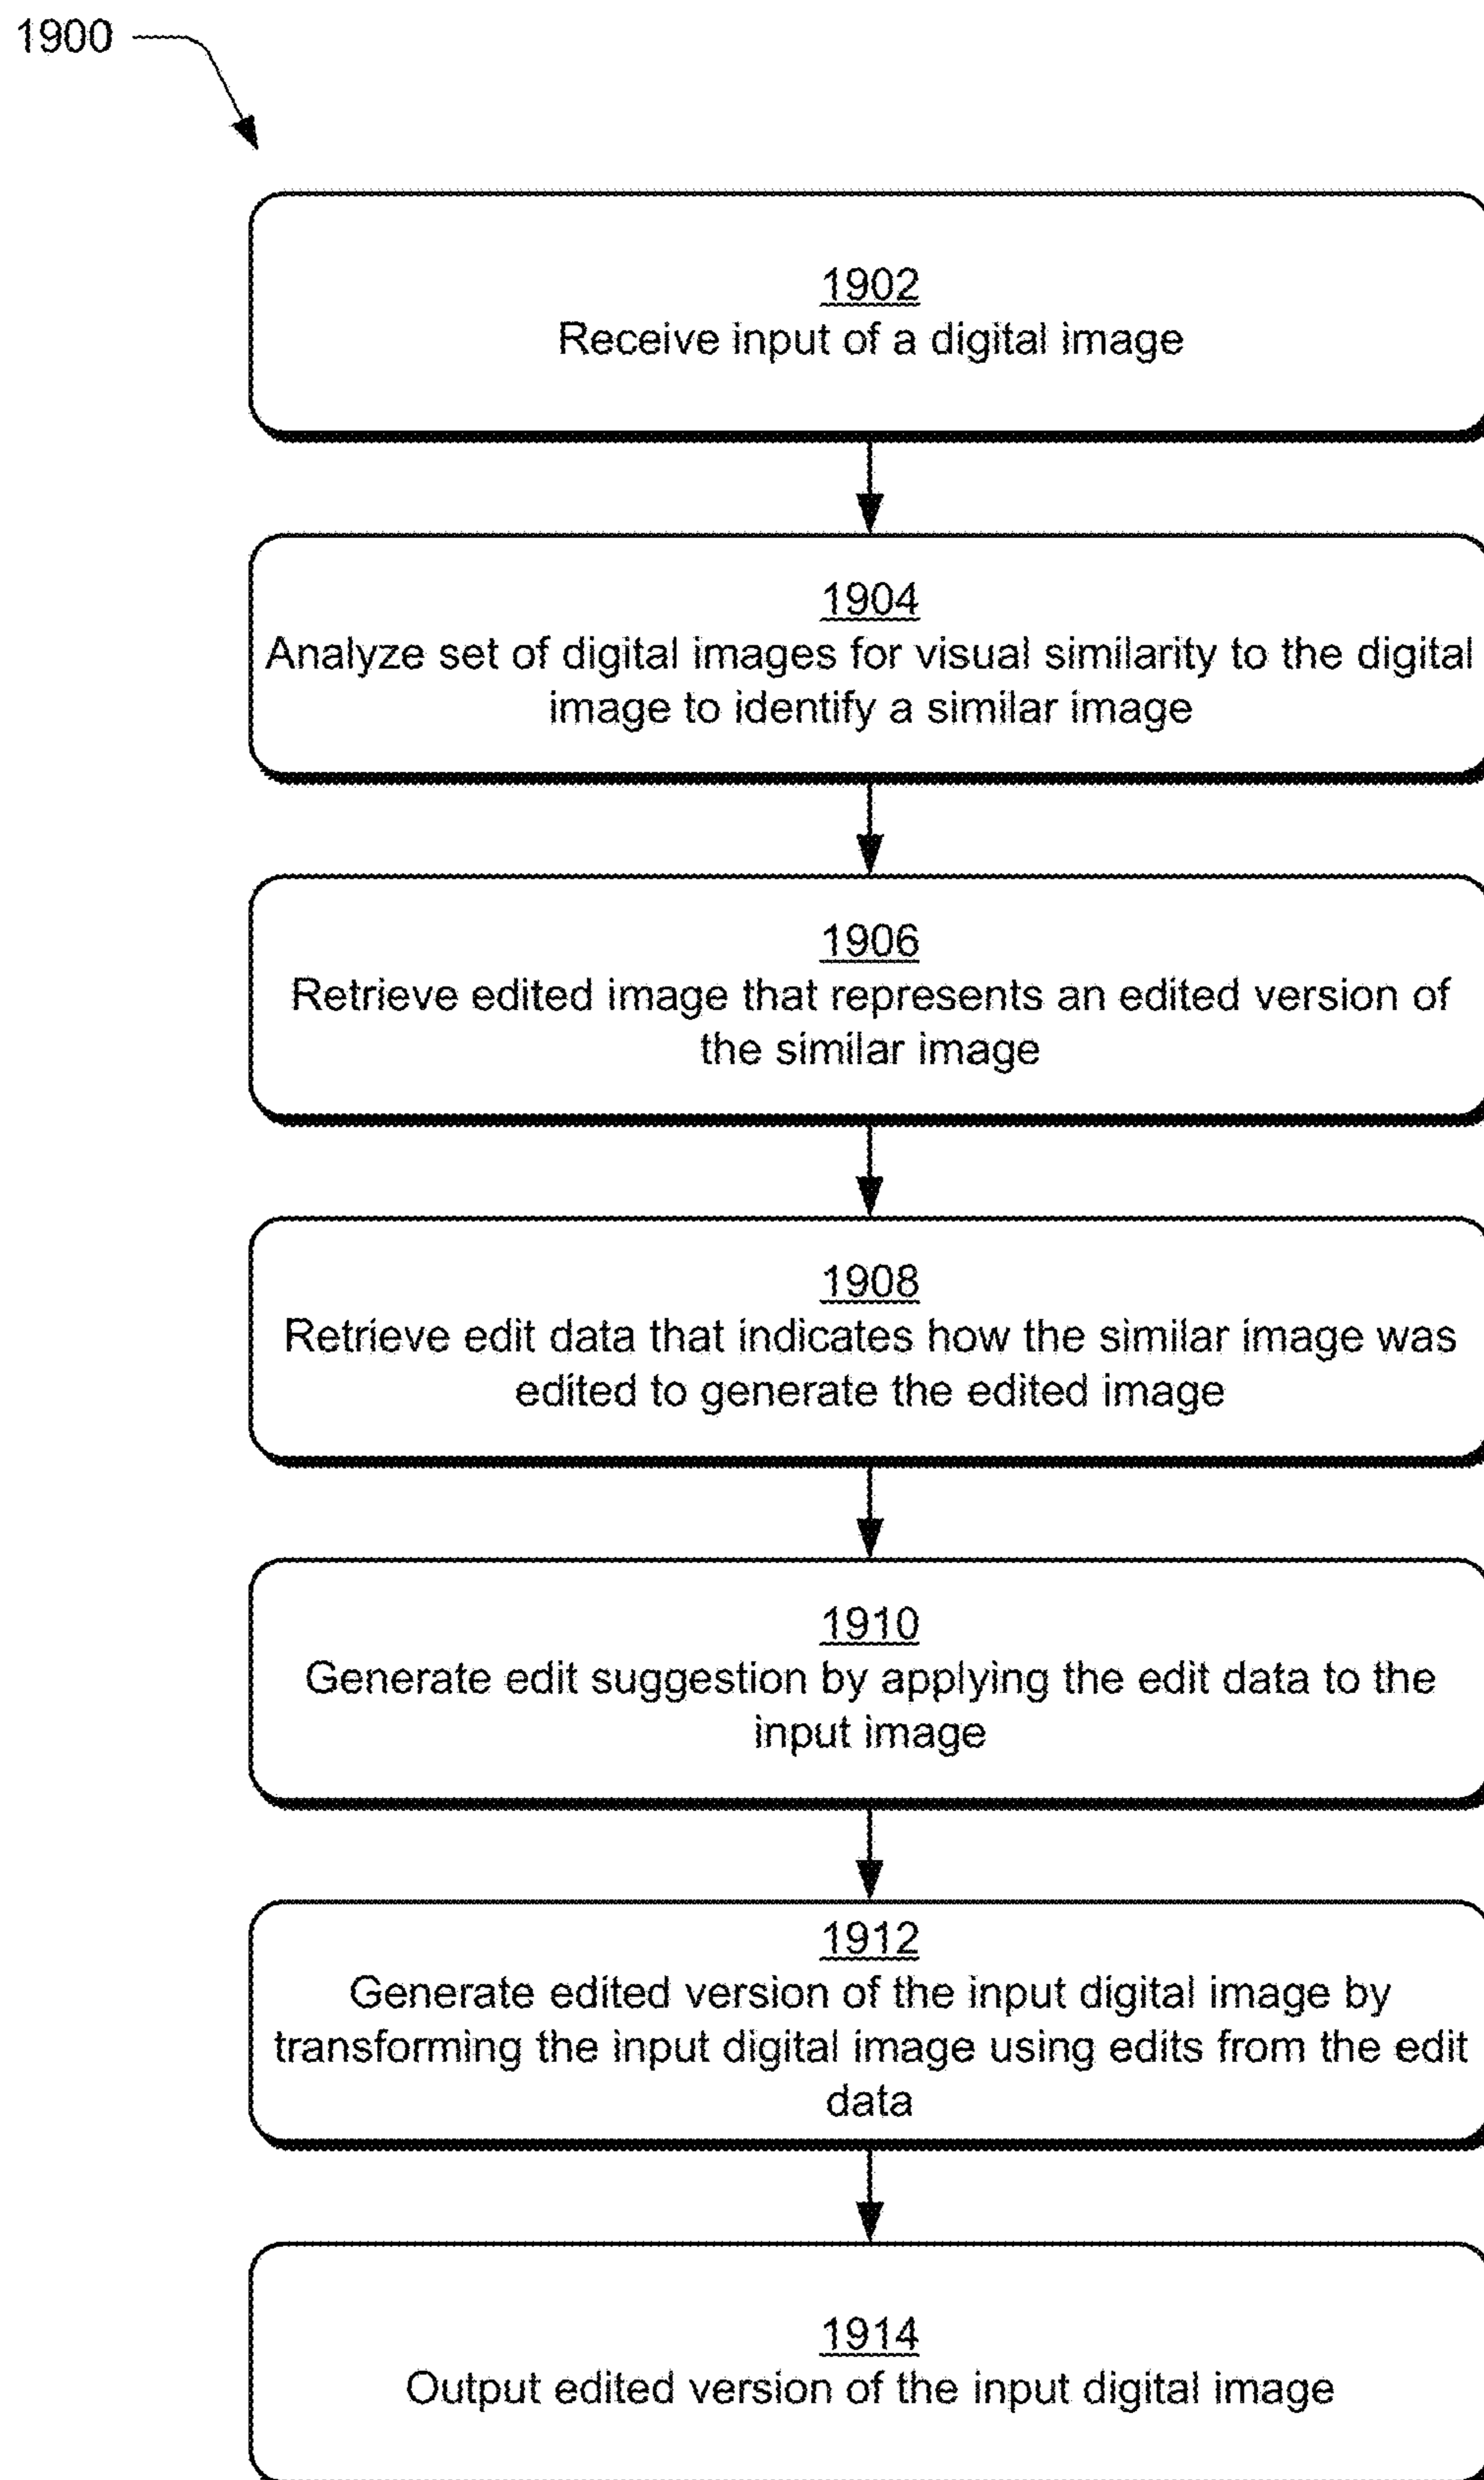 1900
1902
Receive input of a digital image
1904
Analyze set of digital images for visual similarity to the digital
image to identify a similar image
1906
Retrieve edited image that represents an edited version of
the similar image
1908
Retrieve edit data that indicates how the similar image was
edited to generate the edited image
1910
Generate edit suggestion by applying the edit data to the
input image
1912
Generate edited version of the input digital image by
transforming the input digital image using edits from the edit
data
1914
Output edited version of the input digital image